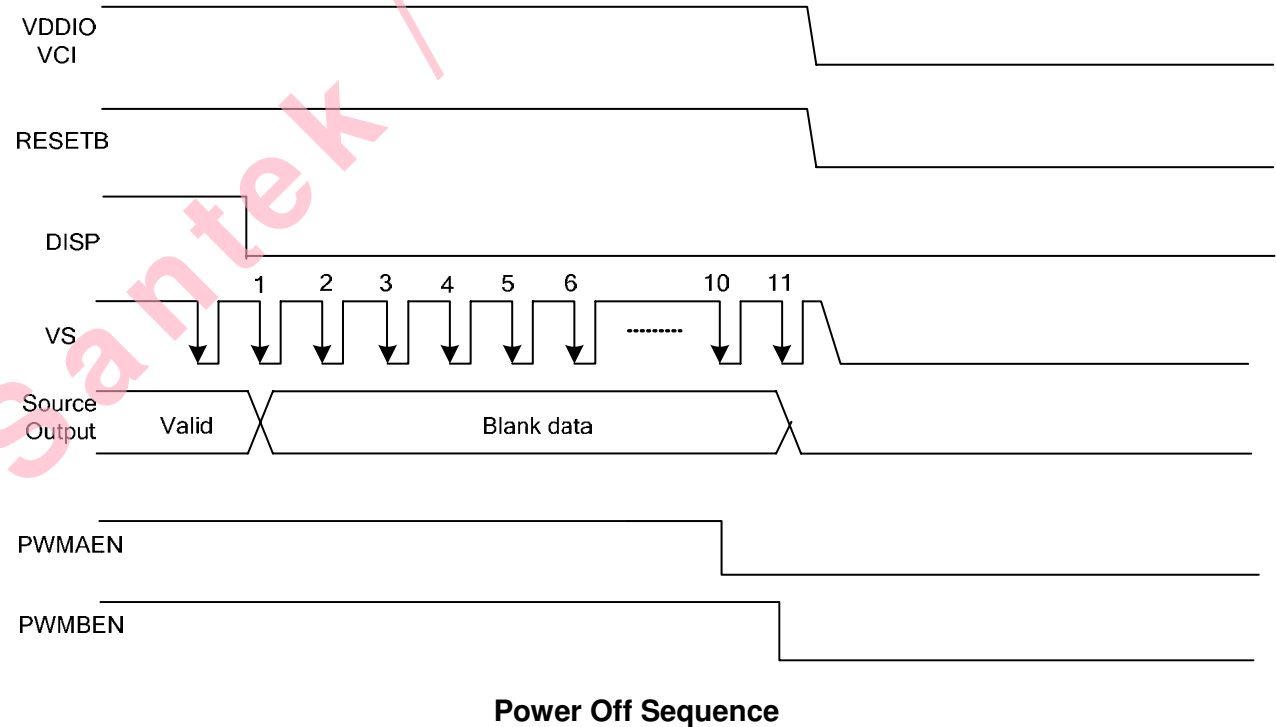 VDDIO
VCI
RESETB
DISP
1 2 3 4 5 6 10 11
VS
Source
Output
Valid
Blank data
PWMAEN
PWMBEN
Power Off Sequence
Santek /